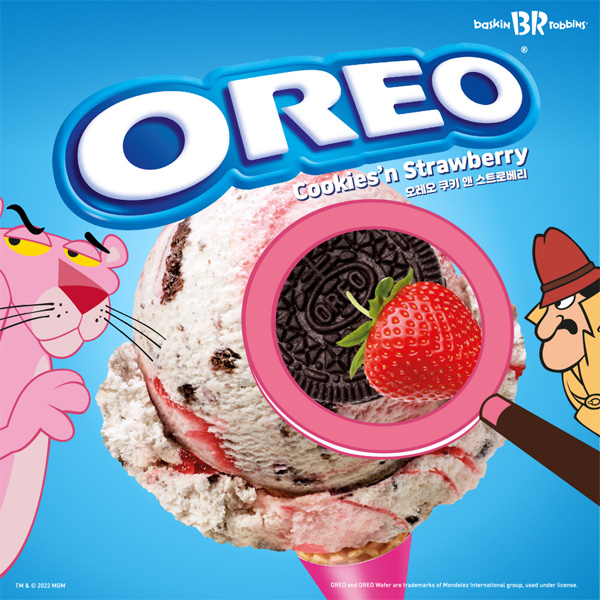 baskin BR robbins®
OREO®
Cookies'n Strawberry
오레오 쿠키 앤 스트로베리
OREO
TM & © 2022 MGM
OREO and OREO Wafer are trademarks of Mondelez International group, used under license.